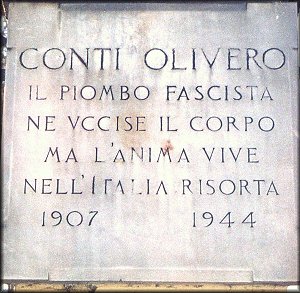 CONTI OLIVERO
IL PIOMBO FASCISTA
NE VCCISE IL CORPO
MA L'ANIMA VIVE
NELL'ITALIA RISORTA
1907 1944